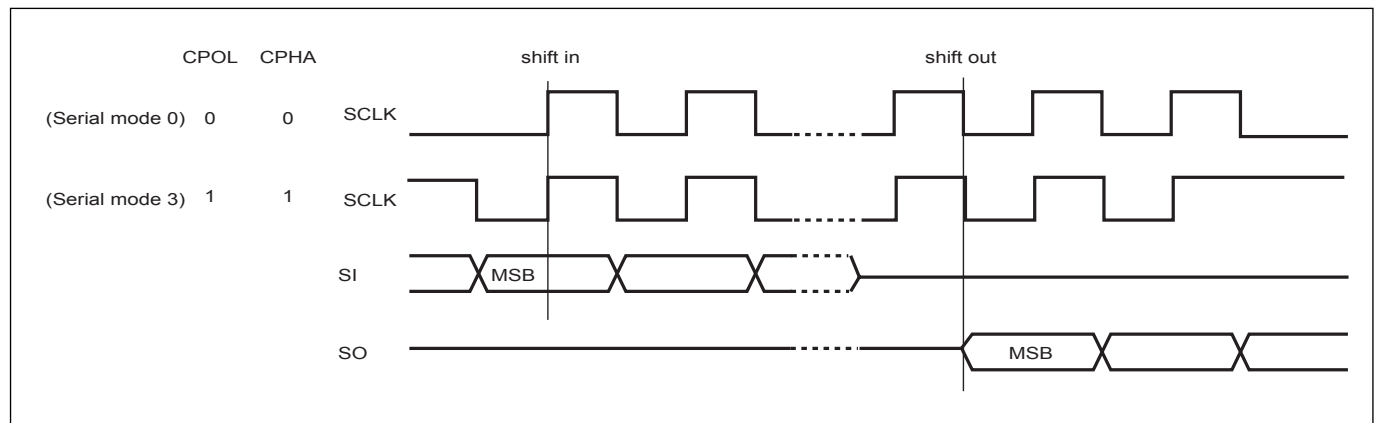 CPOL CPHA shift in shift out
(Serial mode 0) 0 0 SCLK
(Serial mode 3) 1 1 SCLK
SI MSB
SO MSB